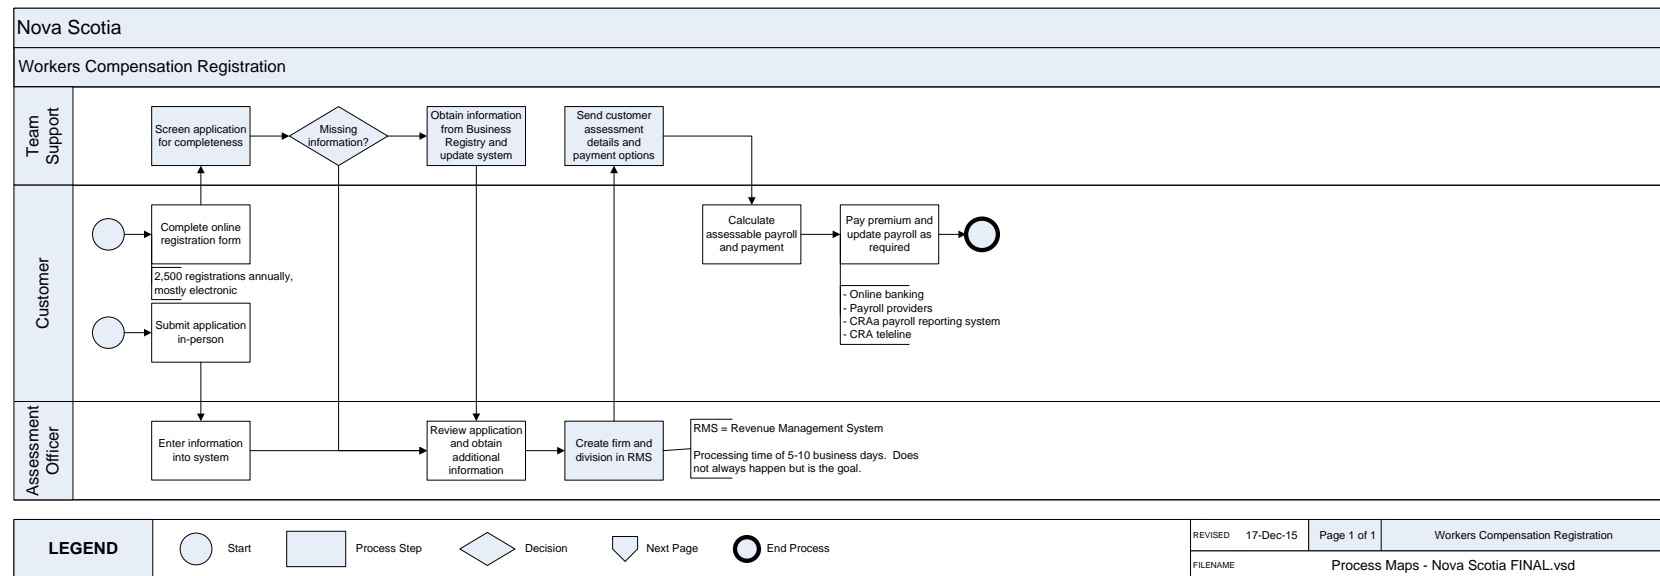 Nova Scotia
Workers Compensation Registration
Team
Support
Screen application
for completeness
Missing
information?
Obtain information
from Business
Registry and
update system
Send customer
assessment
details and
payment options
Customer
Complete online
registration form
2,500 registrations annually,
mostly electronic
Submit application
in-person
Calculate
assessable payroll
and payment
Pay premium and
update payroll as
required
- Online banking
- Payroll providers
- CRAa payroll reporting system
- CRA teleline
Assessment
Officer
Enter information
into system
Review application
and obtain
additional
information
Create firm and
division in RMS
RMS = Revenue Management System
Processing time of 5-10 business days.  Does
not always happen but is the goal.
LEGEND
Start
Process Step
Decision
Next Page
End Process
REVISED 17-Dec-15 Page 1 of 1 Workers Compensation Registration
FILENAME Process Maps - Nova Scotia FINAL.vsd